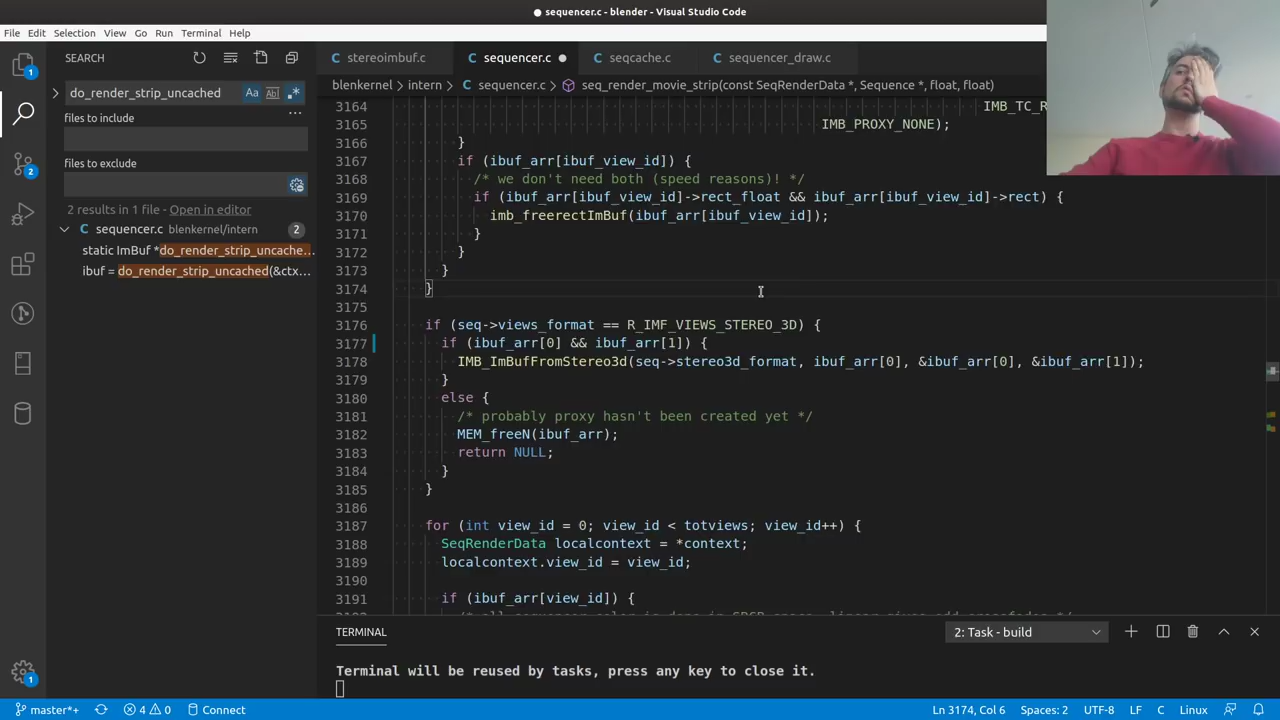 ● sequencer.c - blender - Visual Studio Code
File Edit Selection View Go Run Terminal Help
SEARCH
stereoimbuf.c
sequencer.c ●
seqcache.c
sequencer_draw.c
blenkernel > intern > C sequencer.c > seq_render_movie_strip(const SeqRenderData *, Sequence *, float, float)
do_render_strip_uncached
Aa
Ab
.*
files to include
...
files to exclude
2 results in 1 file - Open in editor
C sequencer.c blenkernel/intern 2
static ImBuf *do_render_strip_uncache...
ibuf = do_render_strip_uncached(&ctx...
1
2
1
3164 IMB_TC_R
3165 IMB_PROXY_NONE);
3166 }
3167 if (ibuf_arr[ibuf_view_id]) {
3168 /* we don't need both (speed reasons)! */
3169 if (ibuf_arr[ibuf_view_id]->rect_float && ibuf_arr[ibuf_view_id]->rect) {
3170 imb_freerectImBuf(ibuf_arr[ibuf_view_id]);
3171 }
3172 }
3173 }
3174 }
3175
3176 if (seq->views_format == R_IMF_VIEWS_STEREO_3D) {
3177 if (ibuf_arr[0] && ibuf_arr[1]) {
3178 IMB_ImBufFromStereo3d(seq->stereo3d_format, ibuf_arr[0], &ibuf_arr[0], &ibuf_arr[1]);
3179 }
3180 else {
3181 /* probably proxy hasn't been created yet */
3182 MEM_freeN(ibuf_arr);
3183 return NULL;
3184 }
3185 }
3186
3187 for (int view_id = 0; view_id < totviews; view_id++) {
3188 SeqRenderData localcontext = *context;
3189 localcontext.view_id = view_id;
3190
3191 if (ibuf_arr[view_id]) {
TERMINAL
2: Task - build
Terminal will be reused by tasks, press any key to close it.
master*+
4 0
Connect
Ln 3174, Col 6
Spaces: 2
UTF-8
LF
C
Linux